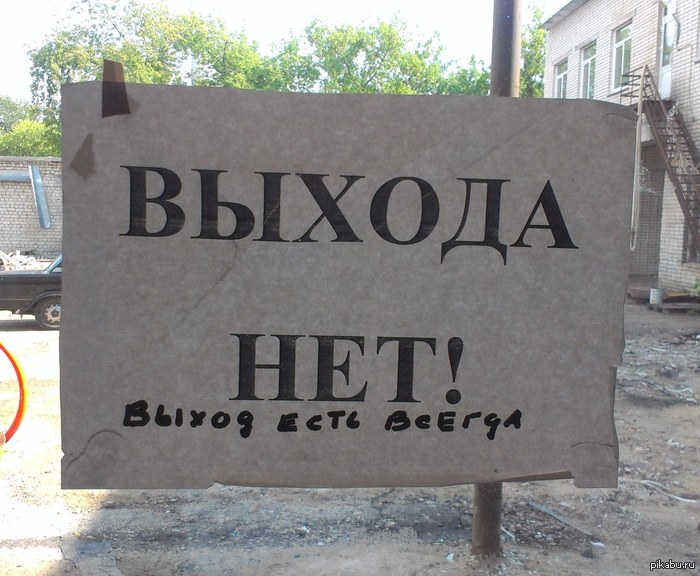 ВЫХОДА
НЕТ!
Выход есть всегда
pikabu.ru